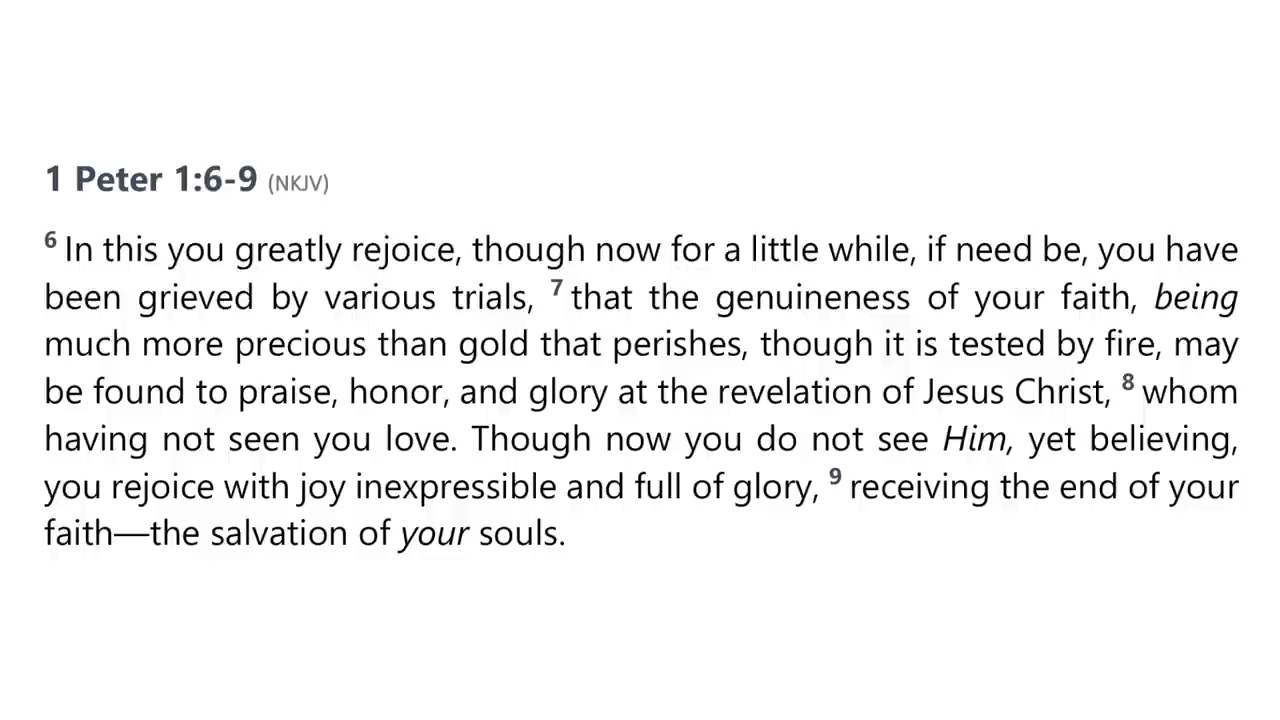 1 Peter 1:6-9 (NKJV)
6 In this you greatly rejoice, though now for a little while, if need be, you have
been grieved by various trials, 7 that the genuineness of your faith, being
much more precious than gold that perishes, though it is tested by fire, may
be found to praise, honor, and glory at the revelation of Jesus Christ, 8 whom
having not seen you love. Though now you do not see Him, yet believing,
you rejoice with joy inexpressible and full of glory, 9 receiving the end of your
faith—the salvation of your souls.